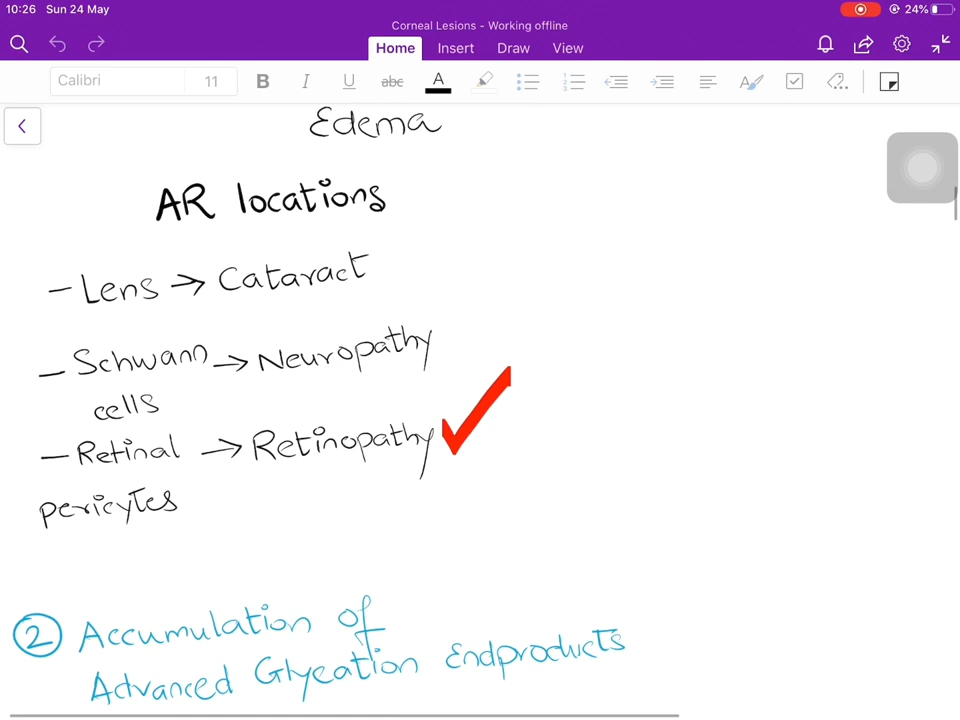 10:26 Sun 24 May
24%
Corneal Lesions - Working offline
Home Insert Draw View
Calibri 11 B I U abc A
Edema
AR locations
- Lens → Cataract
- Schwann → Neuropathy
cells
- Retinal → Retinopathy
pericytes
② Accumulation of
Advanced Glycation Endproducts